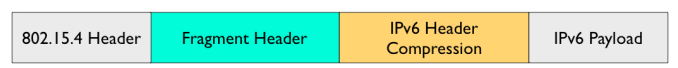 802.15.4 Header
Fragment Header
IPv6 Header
Compression
IPv6 Payload